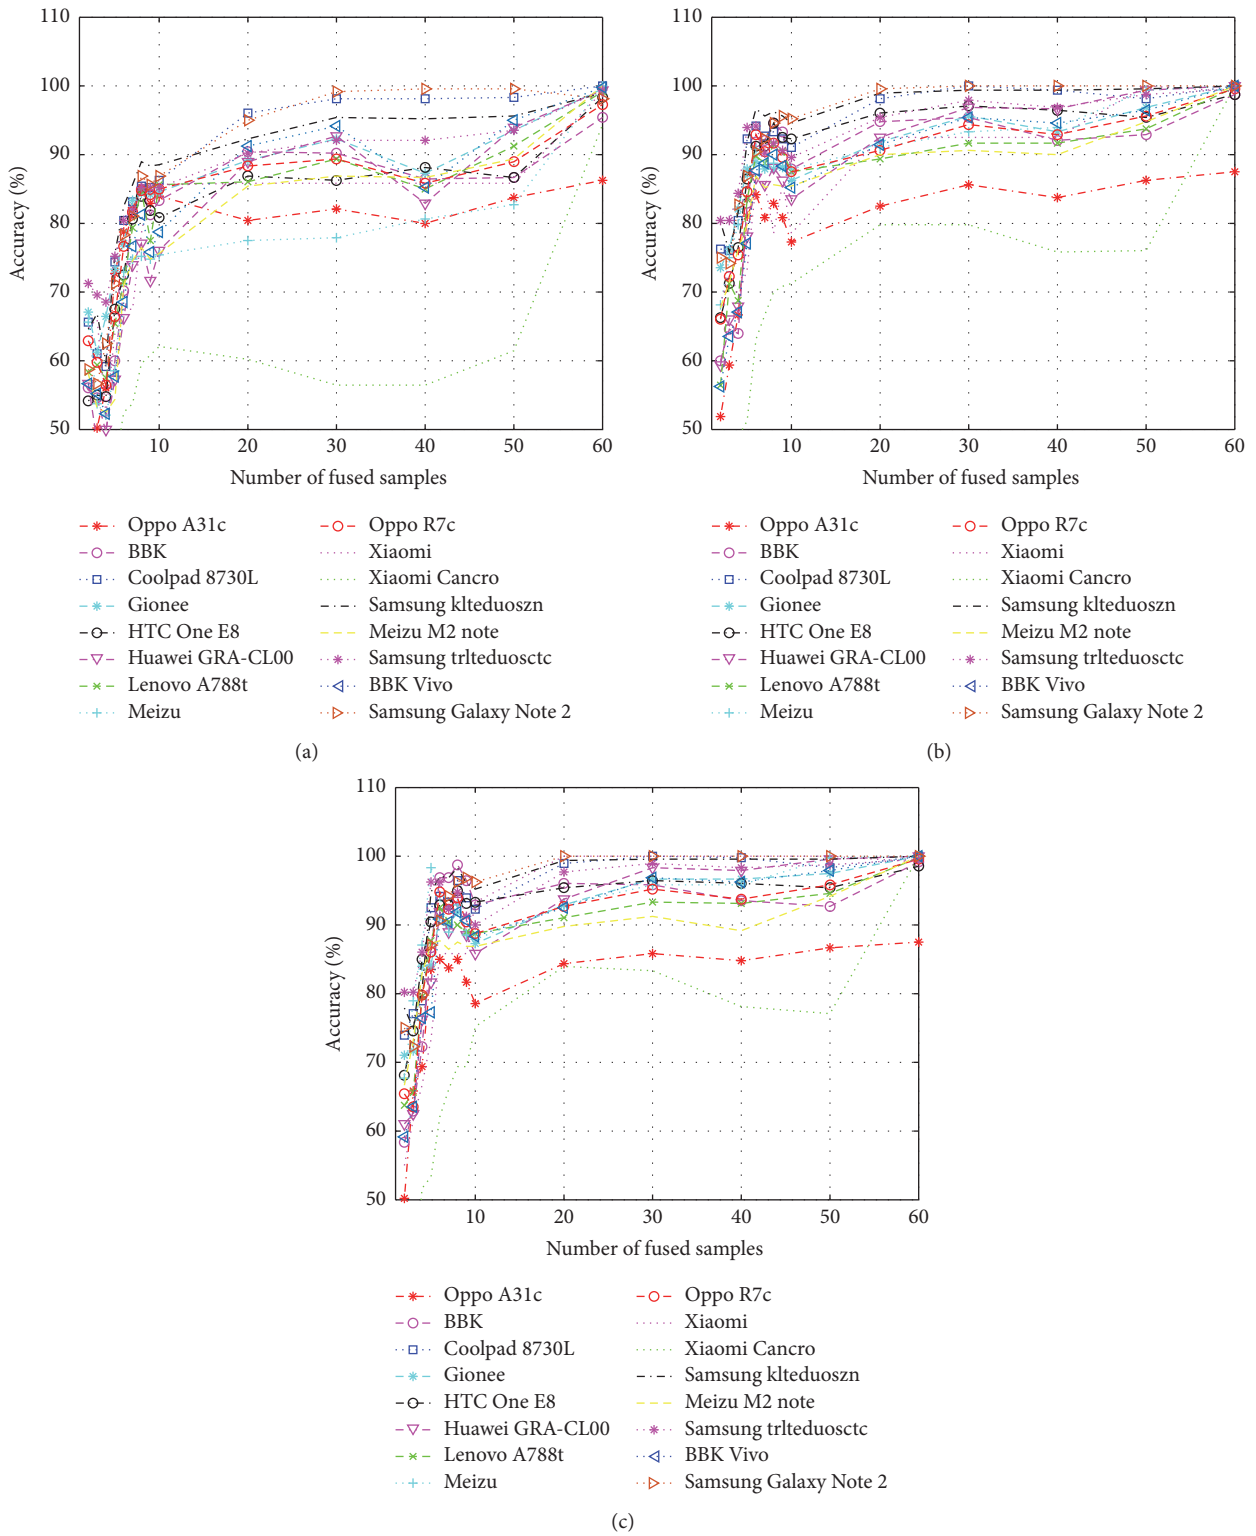 110
100
90
80
70
60
50
Accuracy (%)
10 20 30 40 50 60
Number of fused samples
Oppo A31c
BBK
Coolpad 8730L
Gionee
HTC One E8
Huawei GRA-CL00
Lenovo A788t
Meizu
Oppo R7c
Xiaomi
Xiaomi Cancro
Samsung klteduoszn
Meizu M2 note
Samsung trlteduosctc
BBK Vivo
Samsung Galaxy Note 2
(a)
110
100
90
80
70
60
50
Accuracy (%)
10 20 30 40 50 60
Number of fused samples
Oppo A31c
BBK
Coolpad 8730L
Gionee
HTC One E8
Huawei GRA-CL00
Lenovo A788t
Meizu
Oppo R7c
Xiaomi
Xiaomi Cancro
Samsung klteduoszn
Meizu M2 note
Samsung trlteduosctc
BBK Vivo
Samsung Galaxy Note 2
(b)
110
100
90
80
70
60
50
Accuracy (%)
10 20 30 40 50 60
Number of fused samples
Oppo A31c
BBK
Coolpad 8730L
Gionee
HTC One E8
Huawei GRA-CL00
Lenovo A788t
Meizu
Oppo R7c
Xiaomi
Xiaomi Cancro
Samsung klteduoszn
Meizu M2 note
Samsung trlteduosctc
BBK Vivo
Samsung Galaxy Note 2
(c)